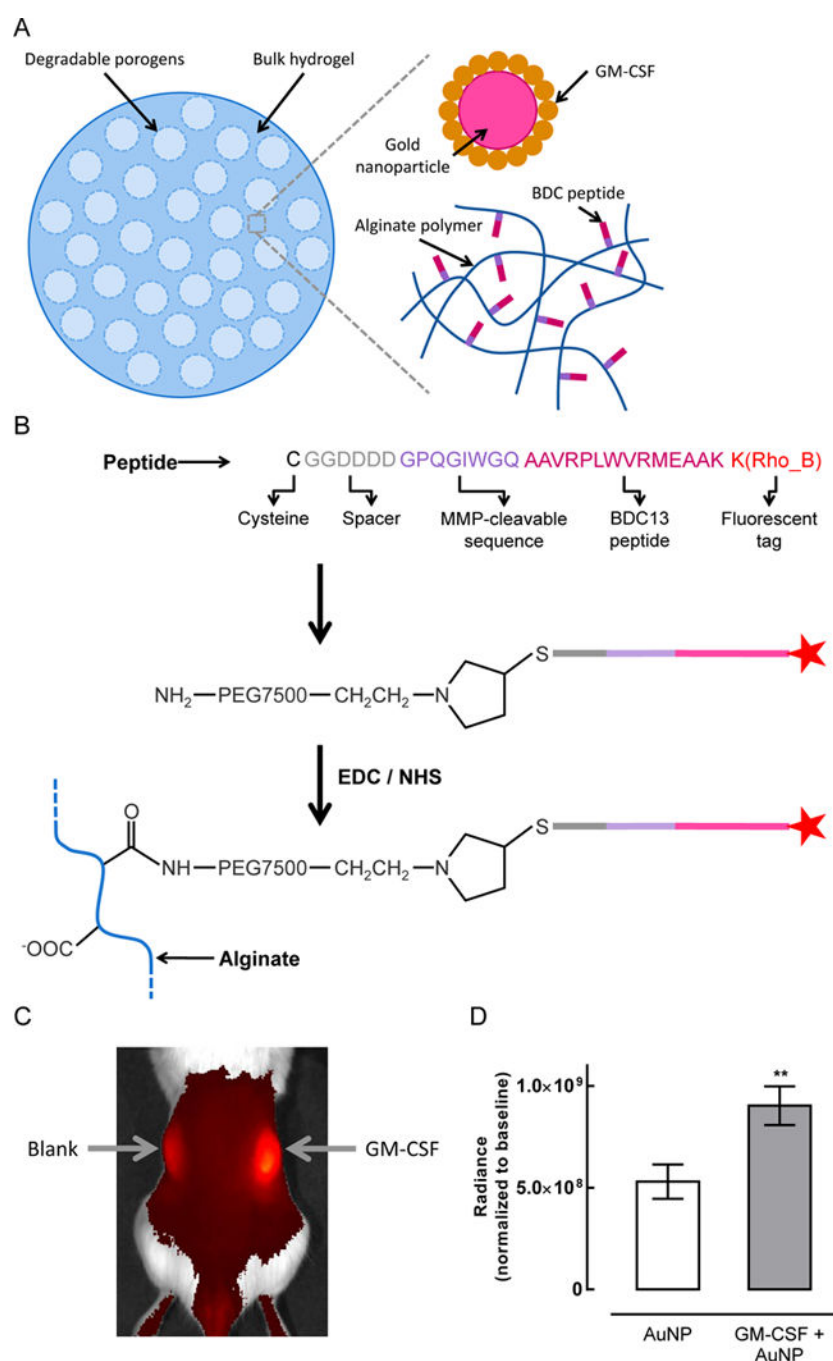 A
Degradable porogens
Bulk hydrogel
GM-CSF
Gold
nanoparticle
BDC peptide
Alginate polymer
B
Peptide
CGGDDDD GPQGIWGQ AAVRPLWVRMEAAK K(Rho_B)
Cysteine
Spacer
MMP-cleavable
sequence
BDC13
peptide
Fluorescent
tag
S
NH₂—PEG7500—CH₂CH₂—N
EDC / NHS
O
S
NH—PEG7500—CH₂CH₂—N
⁻OOC
Alginate
C
Blank
GM-CSF
D
Radiance
(normalized to baseline)
1.0×10⁹
5.0×10⁸
0
**
AuNP
GM-CSF +
AuNP